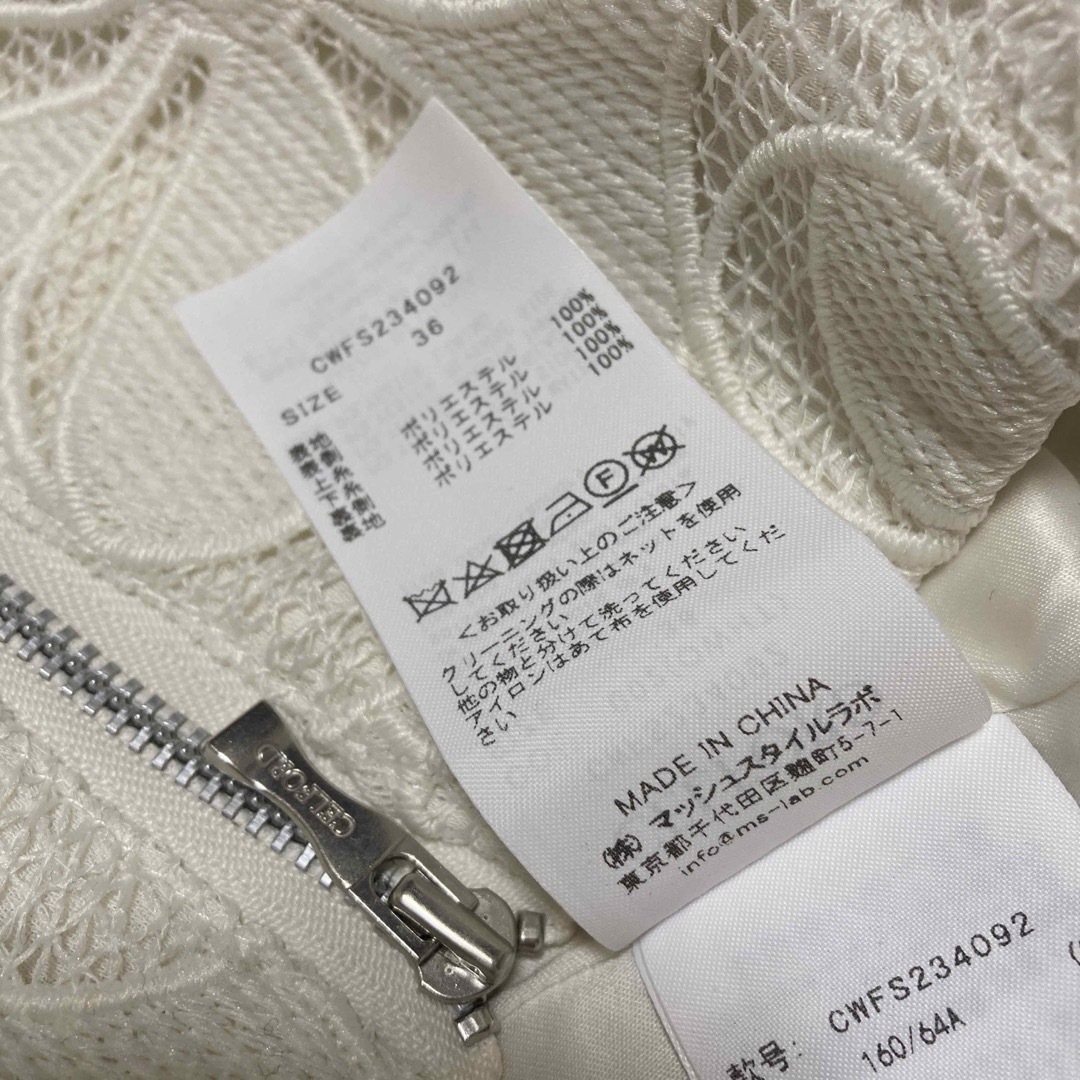 CWFS234092
SIZE 36
表地
表側 ポリエステル 100%
上糸 ポリエステル 100%
下糸 ポリエステル 100%
裏側
裏地 ポリエステル 100%
F
W
＜お取り扱い上のご注意＞
クリーニングの際はネットを使用
してください
他の物と分けて洗ってください
アイロンはあて布を使用してくだ
さい
MADE IN CHINA
(株) マッシュスタイルラボ
東京都千代田区麹町5-7-1
info@ms-lab.com
CELFORD
款号: CWFS234092
160/64A